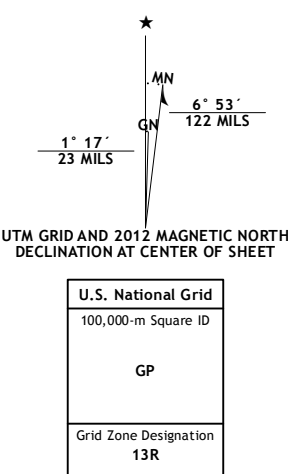 MN
6° 53´
122 MILS
GN
1° 17´
23 MILS
UTM GRID AND 2012 MAGNETIC NORTH
DECLINATION AT CENTER OF SHEET
U.S. National Grid
100,000-m Square ID
GP
Grid Zone Designation
13R